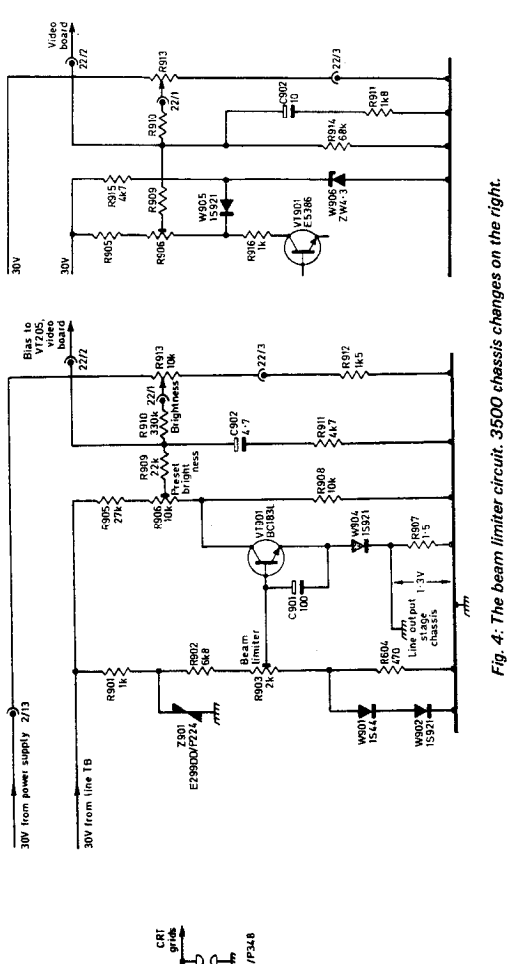 30V from power supply
2/13
30V from line TB
R901
1k
Z901
E299DD/P224
R902
6k8
Beam
limiter
R903
2k
W901
1S44
W902
1S921
R604
470
C901
100
VT901
BC183L
W904
1S921
Line output
stage
chassis
1·3V
R907
1·5
R905
27k
R906
10k
Preset
bright
ness
R909
22k
R908
10k
R910
330k
Brightness
22/1
C902
4·7
R911
4k7
Bias to
VT205,
video
board
22/2
R913
10k
22/3
R912
1k5
CRT
grids
/P348
30V
30V
R905
R906
R915
4k7
R909
R910
22/1
R913
Video
board
22/2
22/3
W905
1S921
R916
1k
VT901
E5386
W906
ZW4·3
R914
68k
C902
10
R911
1k8
Fig. 4: The beam limiter circuit. 3500 chassis changes on the right.